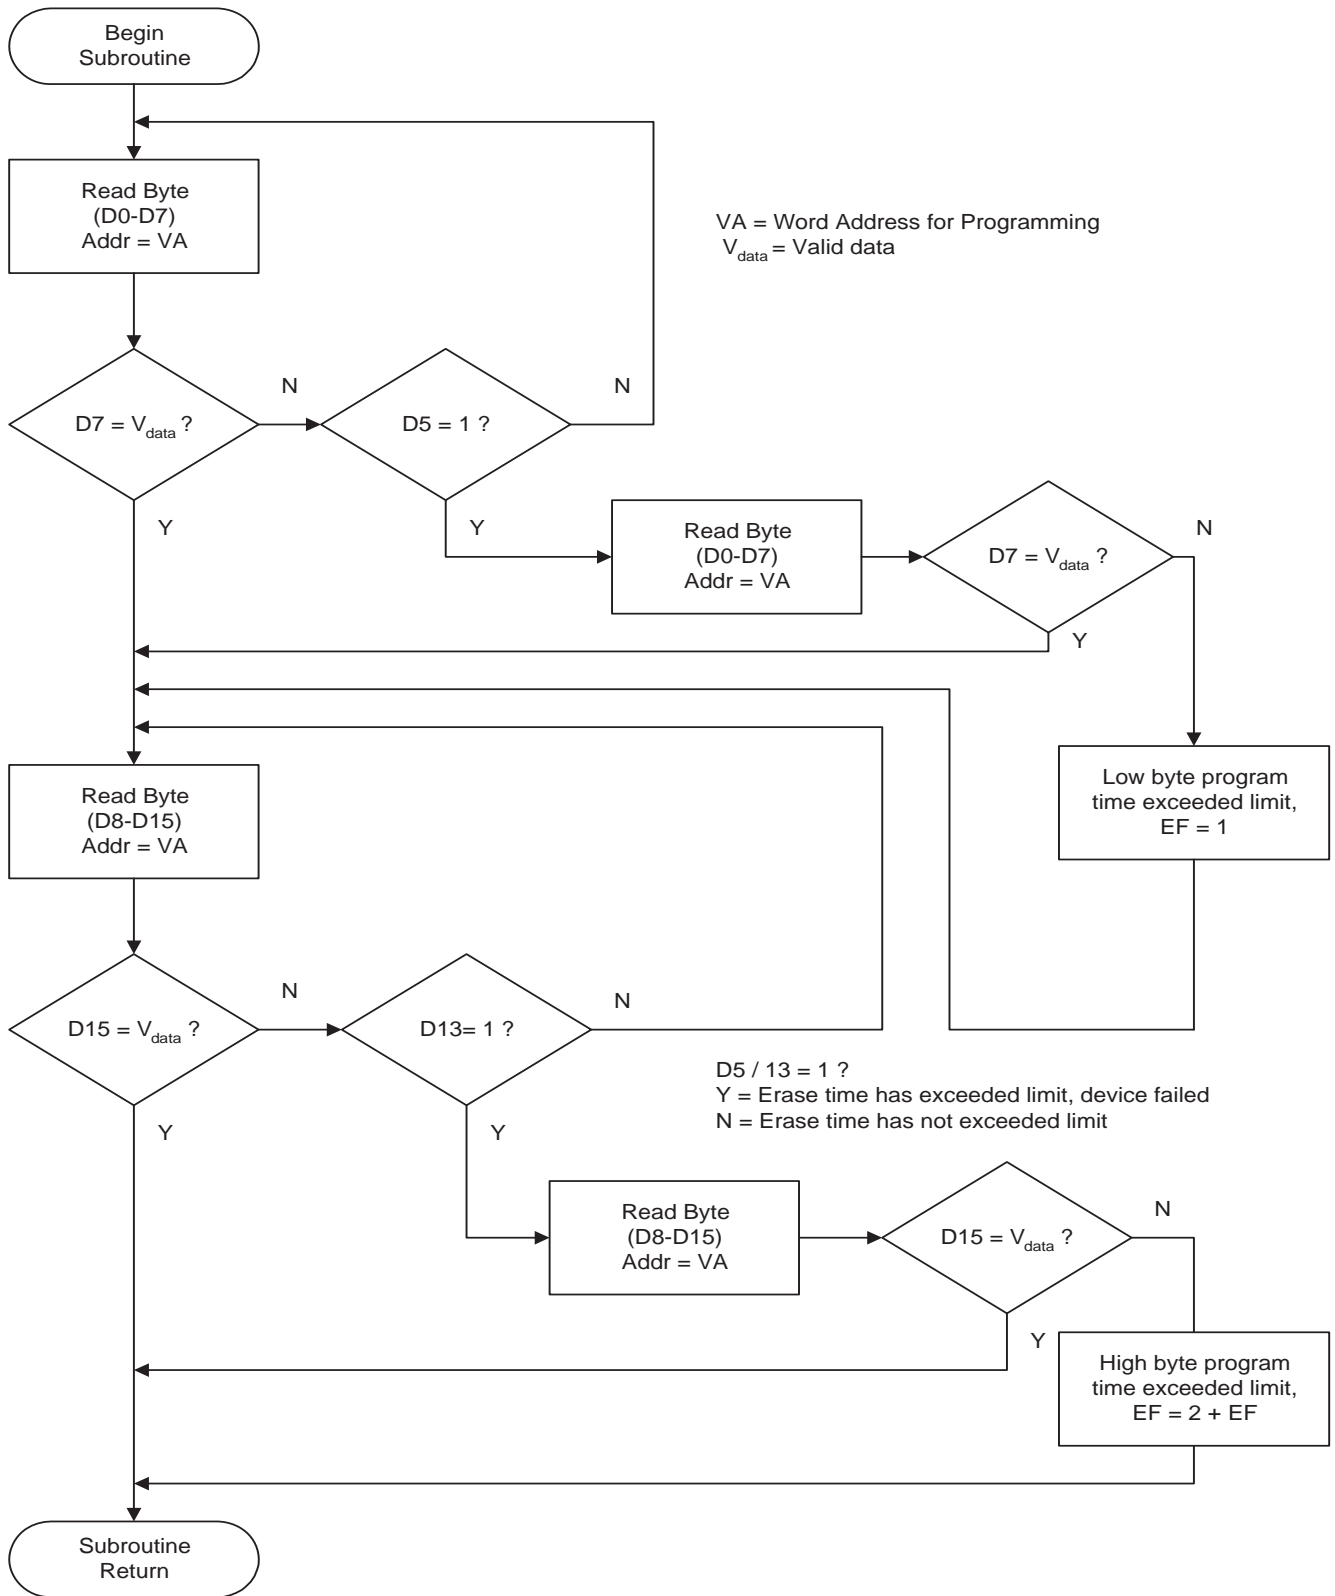 Begin
Subroutine
Read Byte
(D0-D7)
Addr = VA
VA = Word Address for Programming
Vdata = Valid data
D7 = Vdata ?
N
D5 = 1 ?
N
Y
Y
Read Byte
(D0-D7)
Addr = VA
D7 = Vdata ?
N
Y
Low byte program
time exceeded limit,
EF = 1
Read Byte
(D8-D15)
Addr = VA
D15 = Vdata ?
N
D13= 1 ?
N
D5 / 13 = 1 ?
Y = Erase time has exceeded limit, device failed
N = Erase time has not exceeded limit
Y
Y
Read Byte
(D8-D15)
Addr = VA
D15 = Vdata ?
N
Y
High byte program
time exceeded limit,
EF = 2 + EF
Subroutine
Return